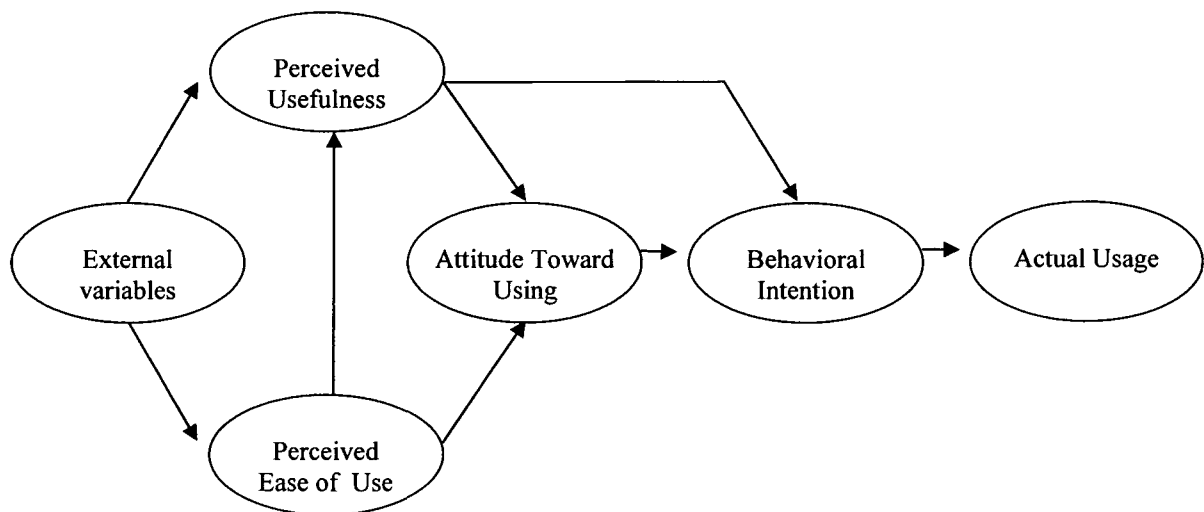 Perceived
Usefulness
External
variables
Attitude Toward
Using
Behavioral
Intention
Actual Usage
Perceived
Ease of Use